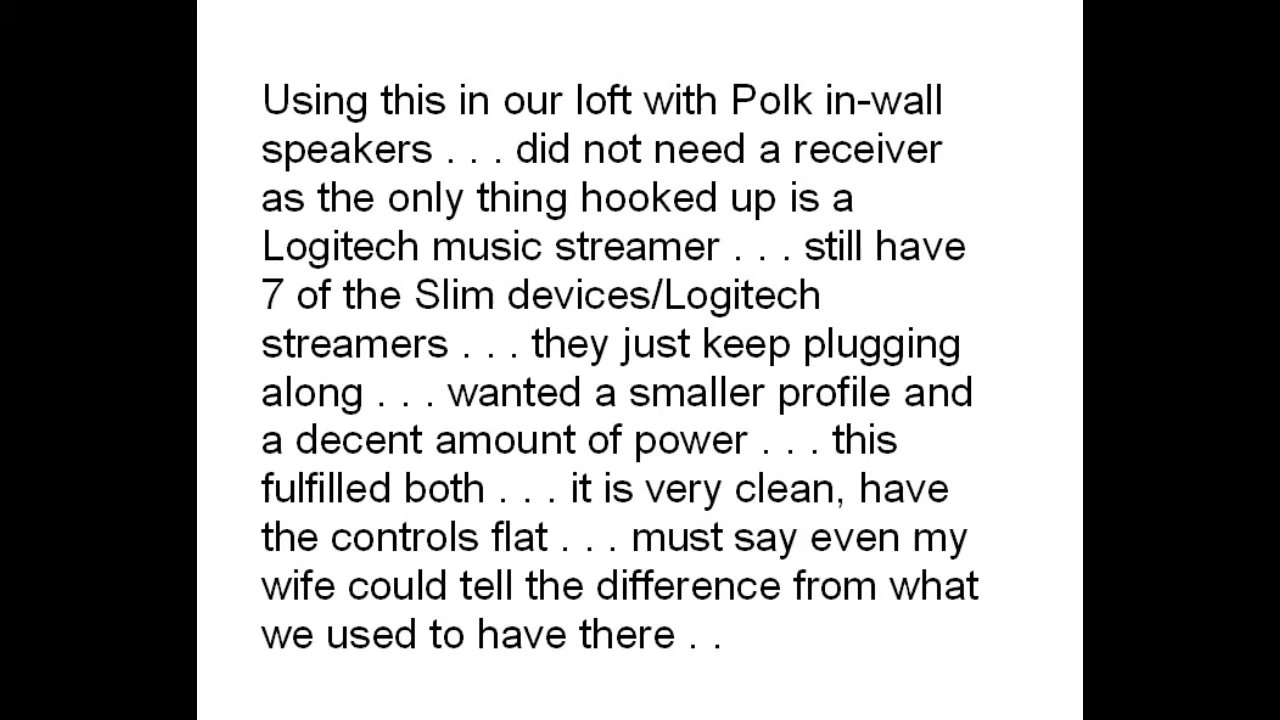 Using this in our loft with Polk in-wall
speakers . . . did not need a receiver
as the only thing hooked up is a
Logitech music streamer . . . still have
7 of the Slim devices/Logitech
streamers . . . they just keep plugging
along . . . wanted a smaller profile and
a decent amount of power . . . this
fulfilled both . . . it is very clean, have
the controls flat . . . must say even my
wife could tell the difference from what
we used to have there . .